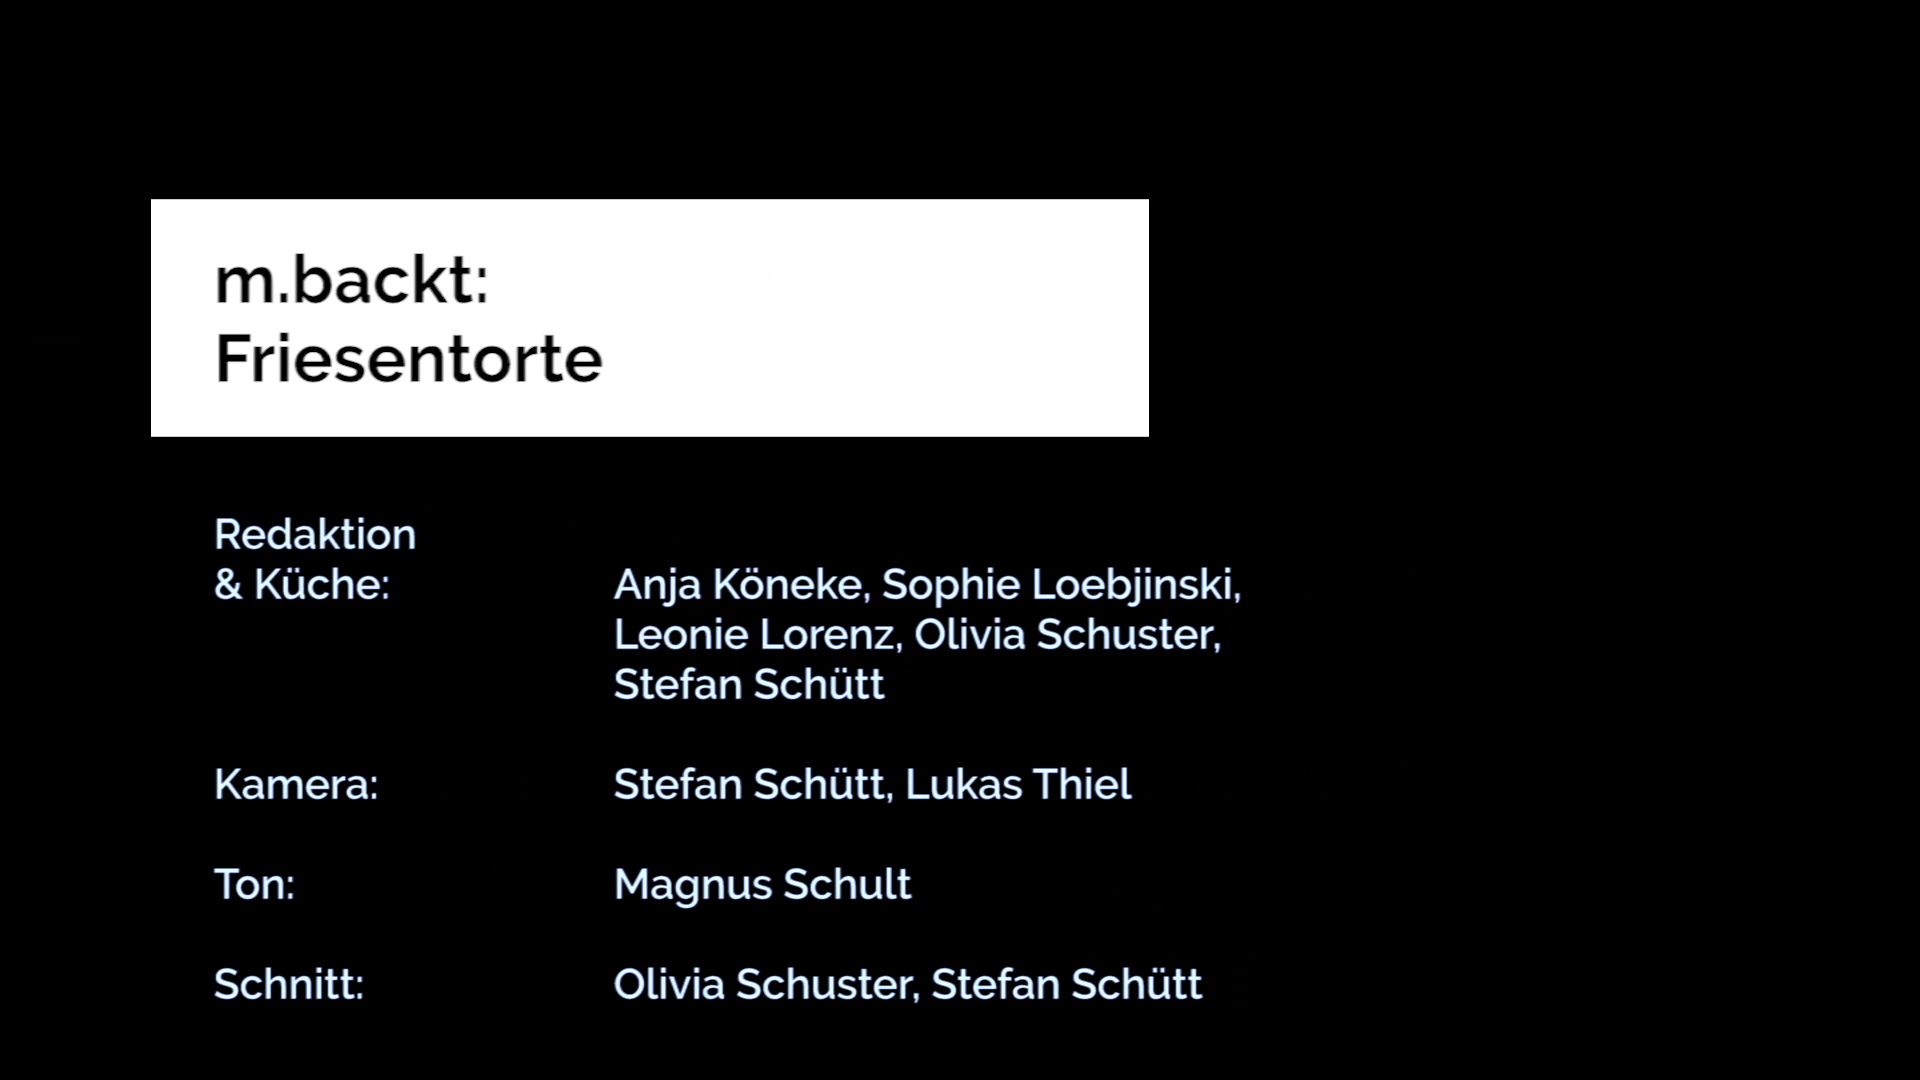 m.backt:
Friesentorte
Redaktion
& Küche: Anja Köneke, Sophie Loebjinski,
Leonie Lorenz, Olivia Schuster,
Stefan Schütt
Kamera: Stefan Schütt, Lukas Thiel
Ton: Magnus Schult
Schnitt: Olivia Schuster, Stefan Schütt